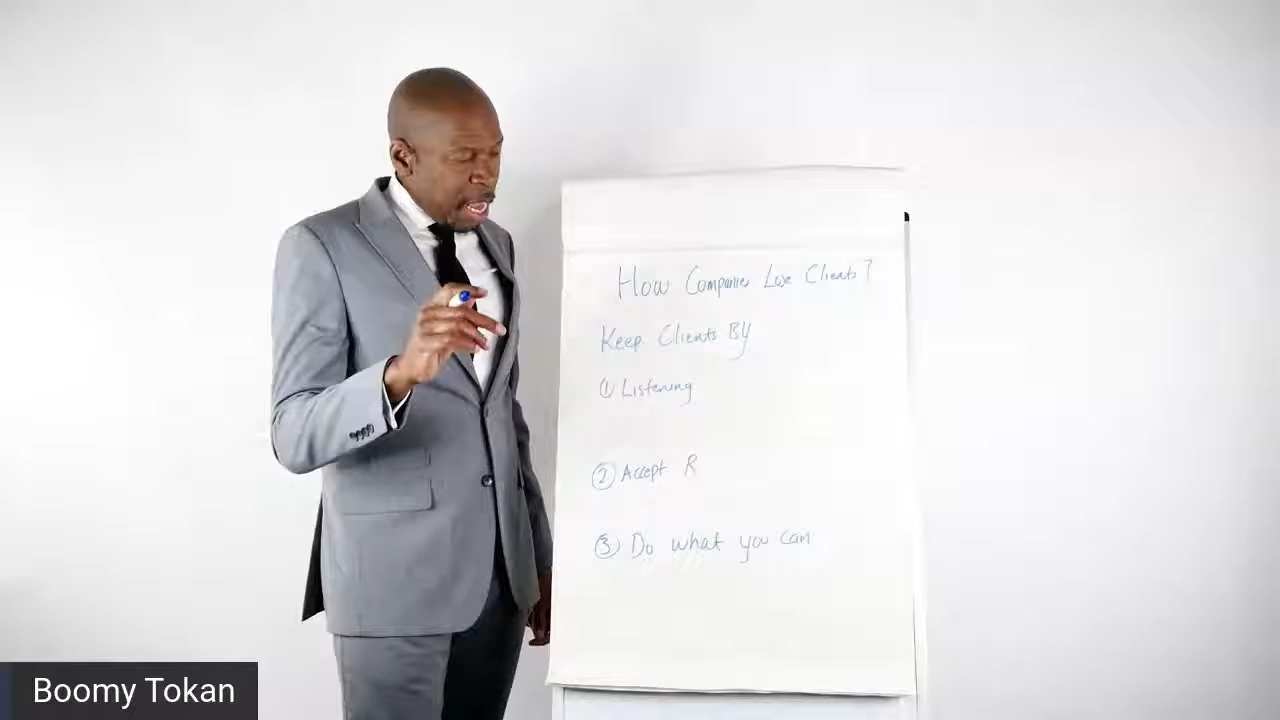 How Companies Lose Clients?
Keep Clients By
① Listening
② Accept R
③ Do what you can
Boomy Tokan